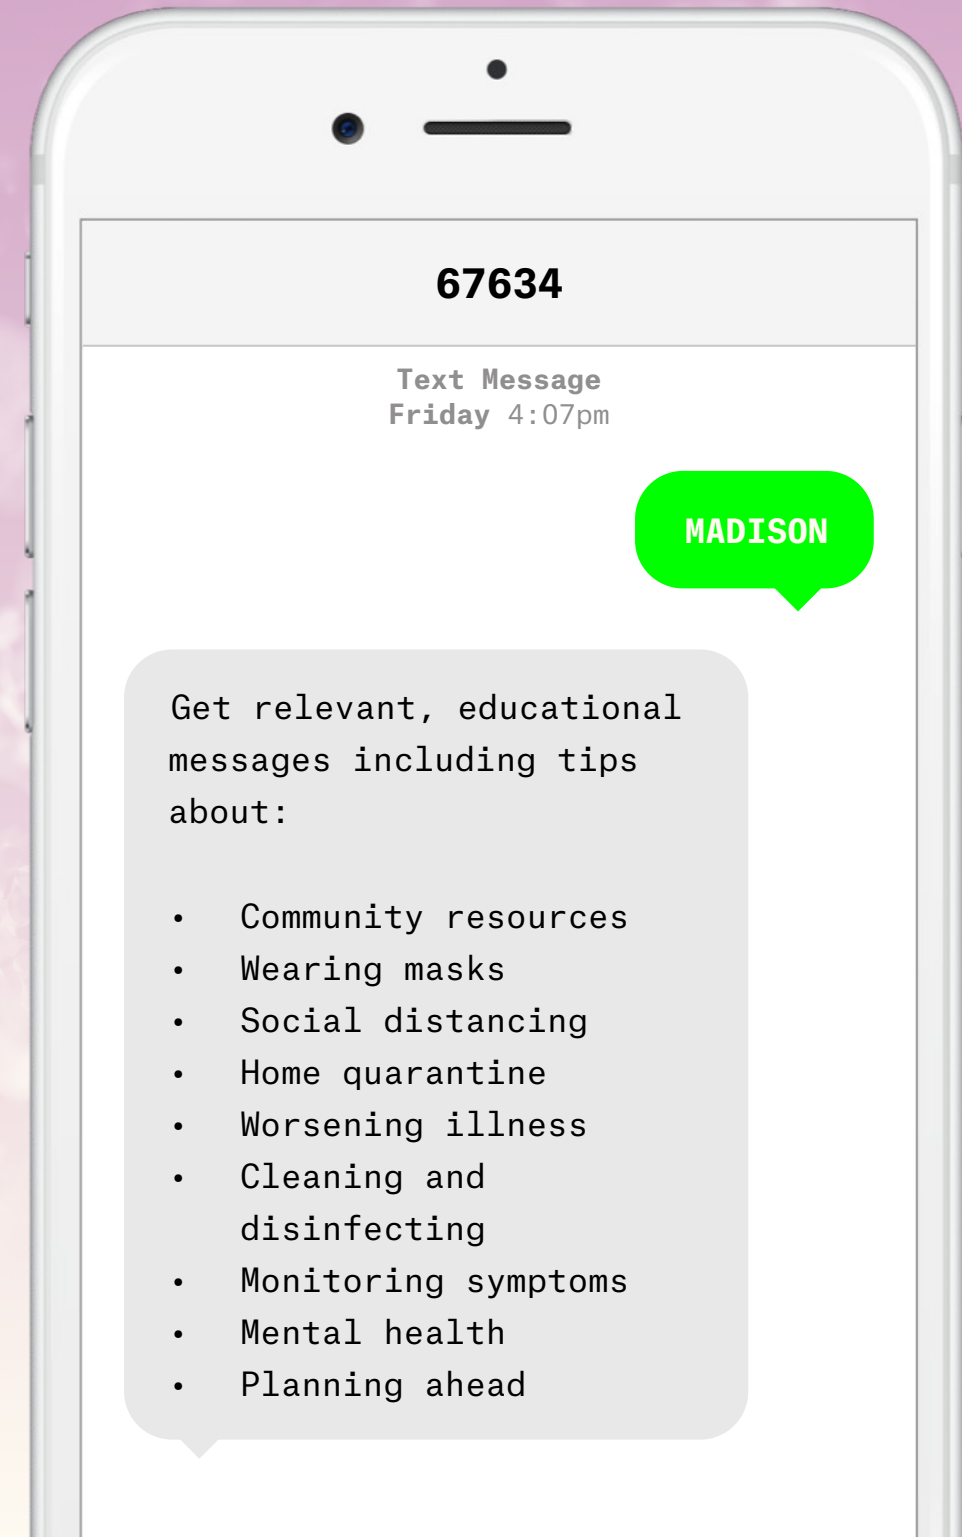 67634
Text Message
Friday 4:07pm
MADISON
Get relevant, educational
messages including tips
about:
• Community resources
• Wearing masks
• Social distancing
• Home quarantine
• Worsening illness
• Cleaning and
disinfecting
• Monitoring symptoms
• Mental health
• Planning ahead